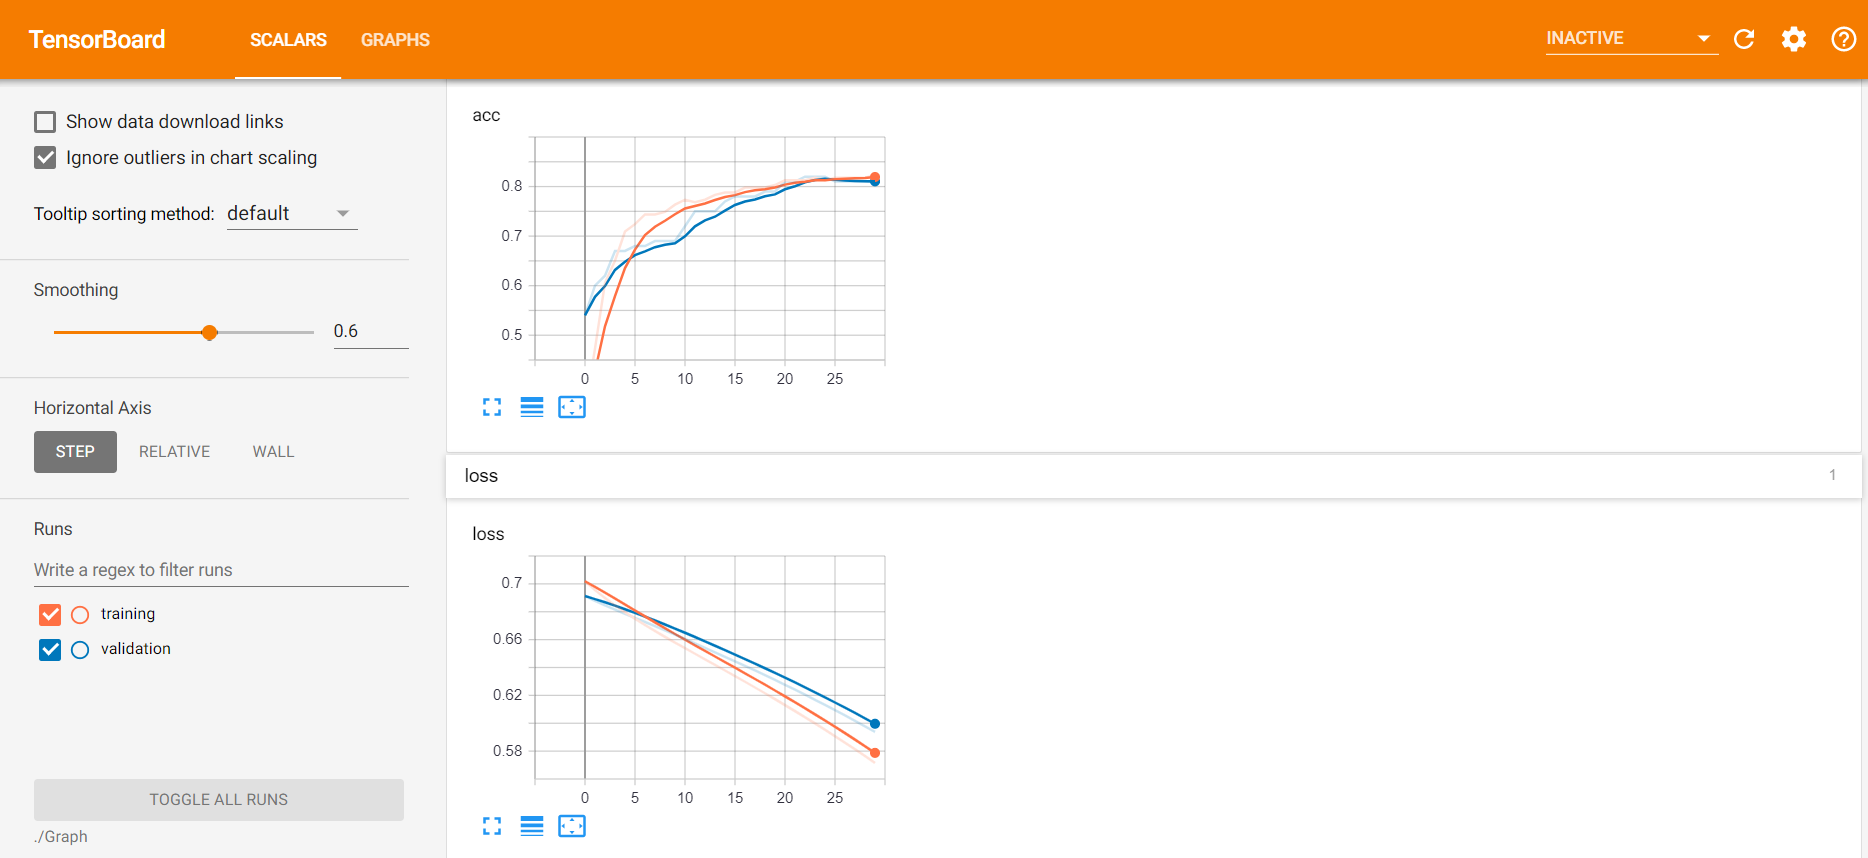 TensorBoard
SCALARS
GRAPHS
INACTIVE
Show data download links
Ignore outliers in chart scaling
Tooltip sorting method: default
Smoothing
0.6
Horizontal Axis
STEP RELATIVE WALL
Runs
Write a regex to filter runs
training
validation
TOGGLE ALL RUNS
./Graph
acc
0.8
0.7
0.6
0.5
0 5 10 15 20 25
loss 1
loss
0.7
0.66
0.62
0.58
0 5 10 15 20 25